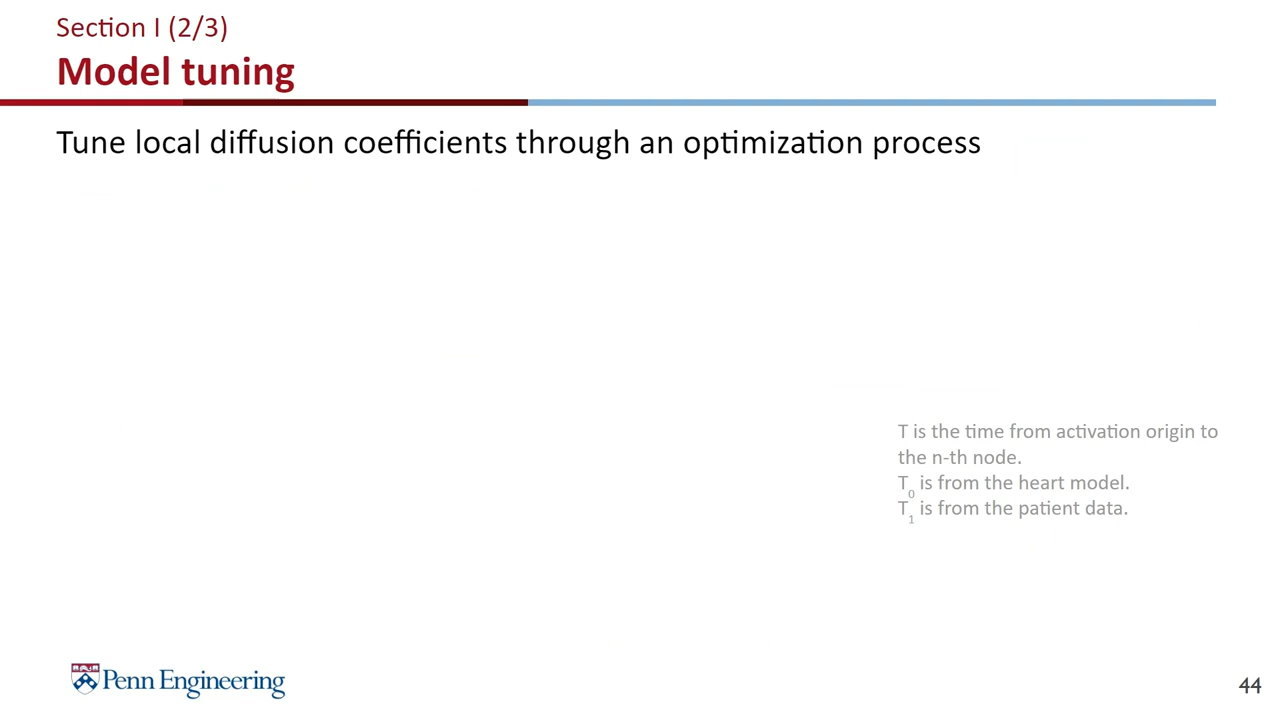 Section I (2/3)
Model tuning
Tune local diffusion coefficients through an optimization process
T is the time from activation origin to
the n-th node.
T0 is from the heart model.
T1 is from the patient data.
Penn Engineering
44